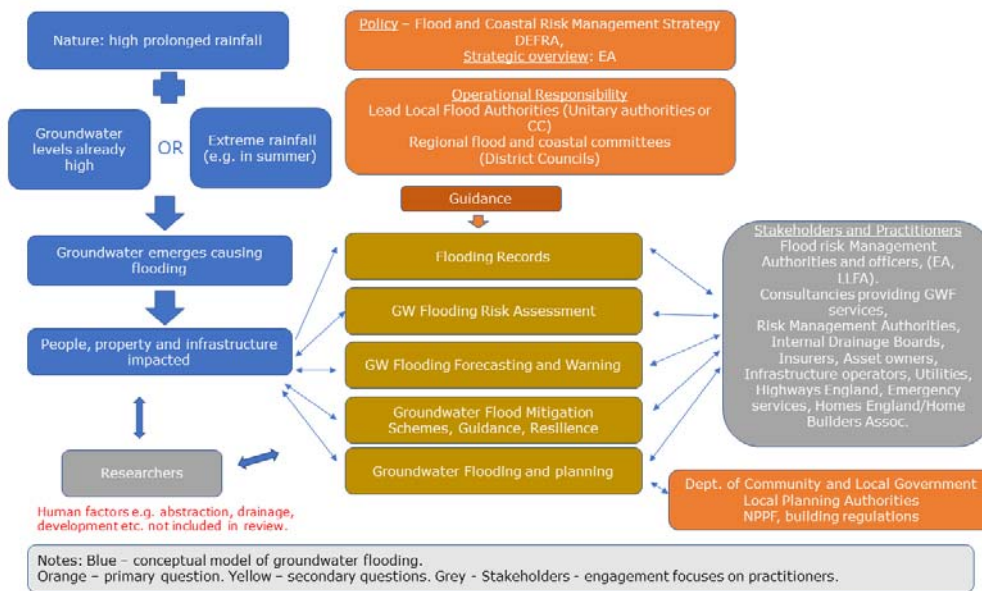 Nature: high prolonged rainfall
Groundwater
levels already
high
OR
Extreme rainfall
(e.g. in summer)
Groundwater emerges causing
flooding
People, property and infrastructure
impacted
Researchers
Human factors e.g. abstraction, drainage,
development etc. not included in review.
Policy – Flood and Coastal Risk Management Strategy
DEFRA,
Strategic overview: EA
Operational Responsibility
Lead Local Flood Authorities (Unitary authorities or
CC)
Regional flood and coastal committees
(District Councils)
Guidance
Flooding Records
GW Flooding Risk Assessment
GW Flooding Forecasting and Warning
Groundwater Flood Mitigation
Schemes, Guidance, Resilience
Groundwater Flooding and planning
Stakeholders and Practitioners
Flood risk Management
Authorities and officers, (EA,
LLFA).
Consultancies providing GWF
services,
Risk Management Authorities,
Internal Drainage Boards,
Insurers, Asset owners,
Infrastructure operators, Utilities,
Highways England, Emergency
services, Homes England/Home
Builders Assoc.
Dept. of Community and Local Government
Local Planning Authorities
NPPF, building regulations
Notes: Blue – conceptual model of groundwater flooding.
Orange – primary question. Yellow – secondary questions. Grey - Stakeholders - engagement focuses on practitioners.